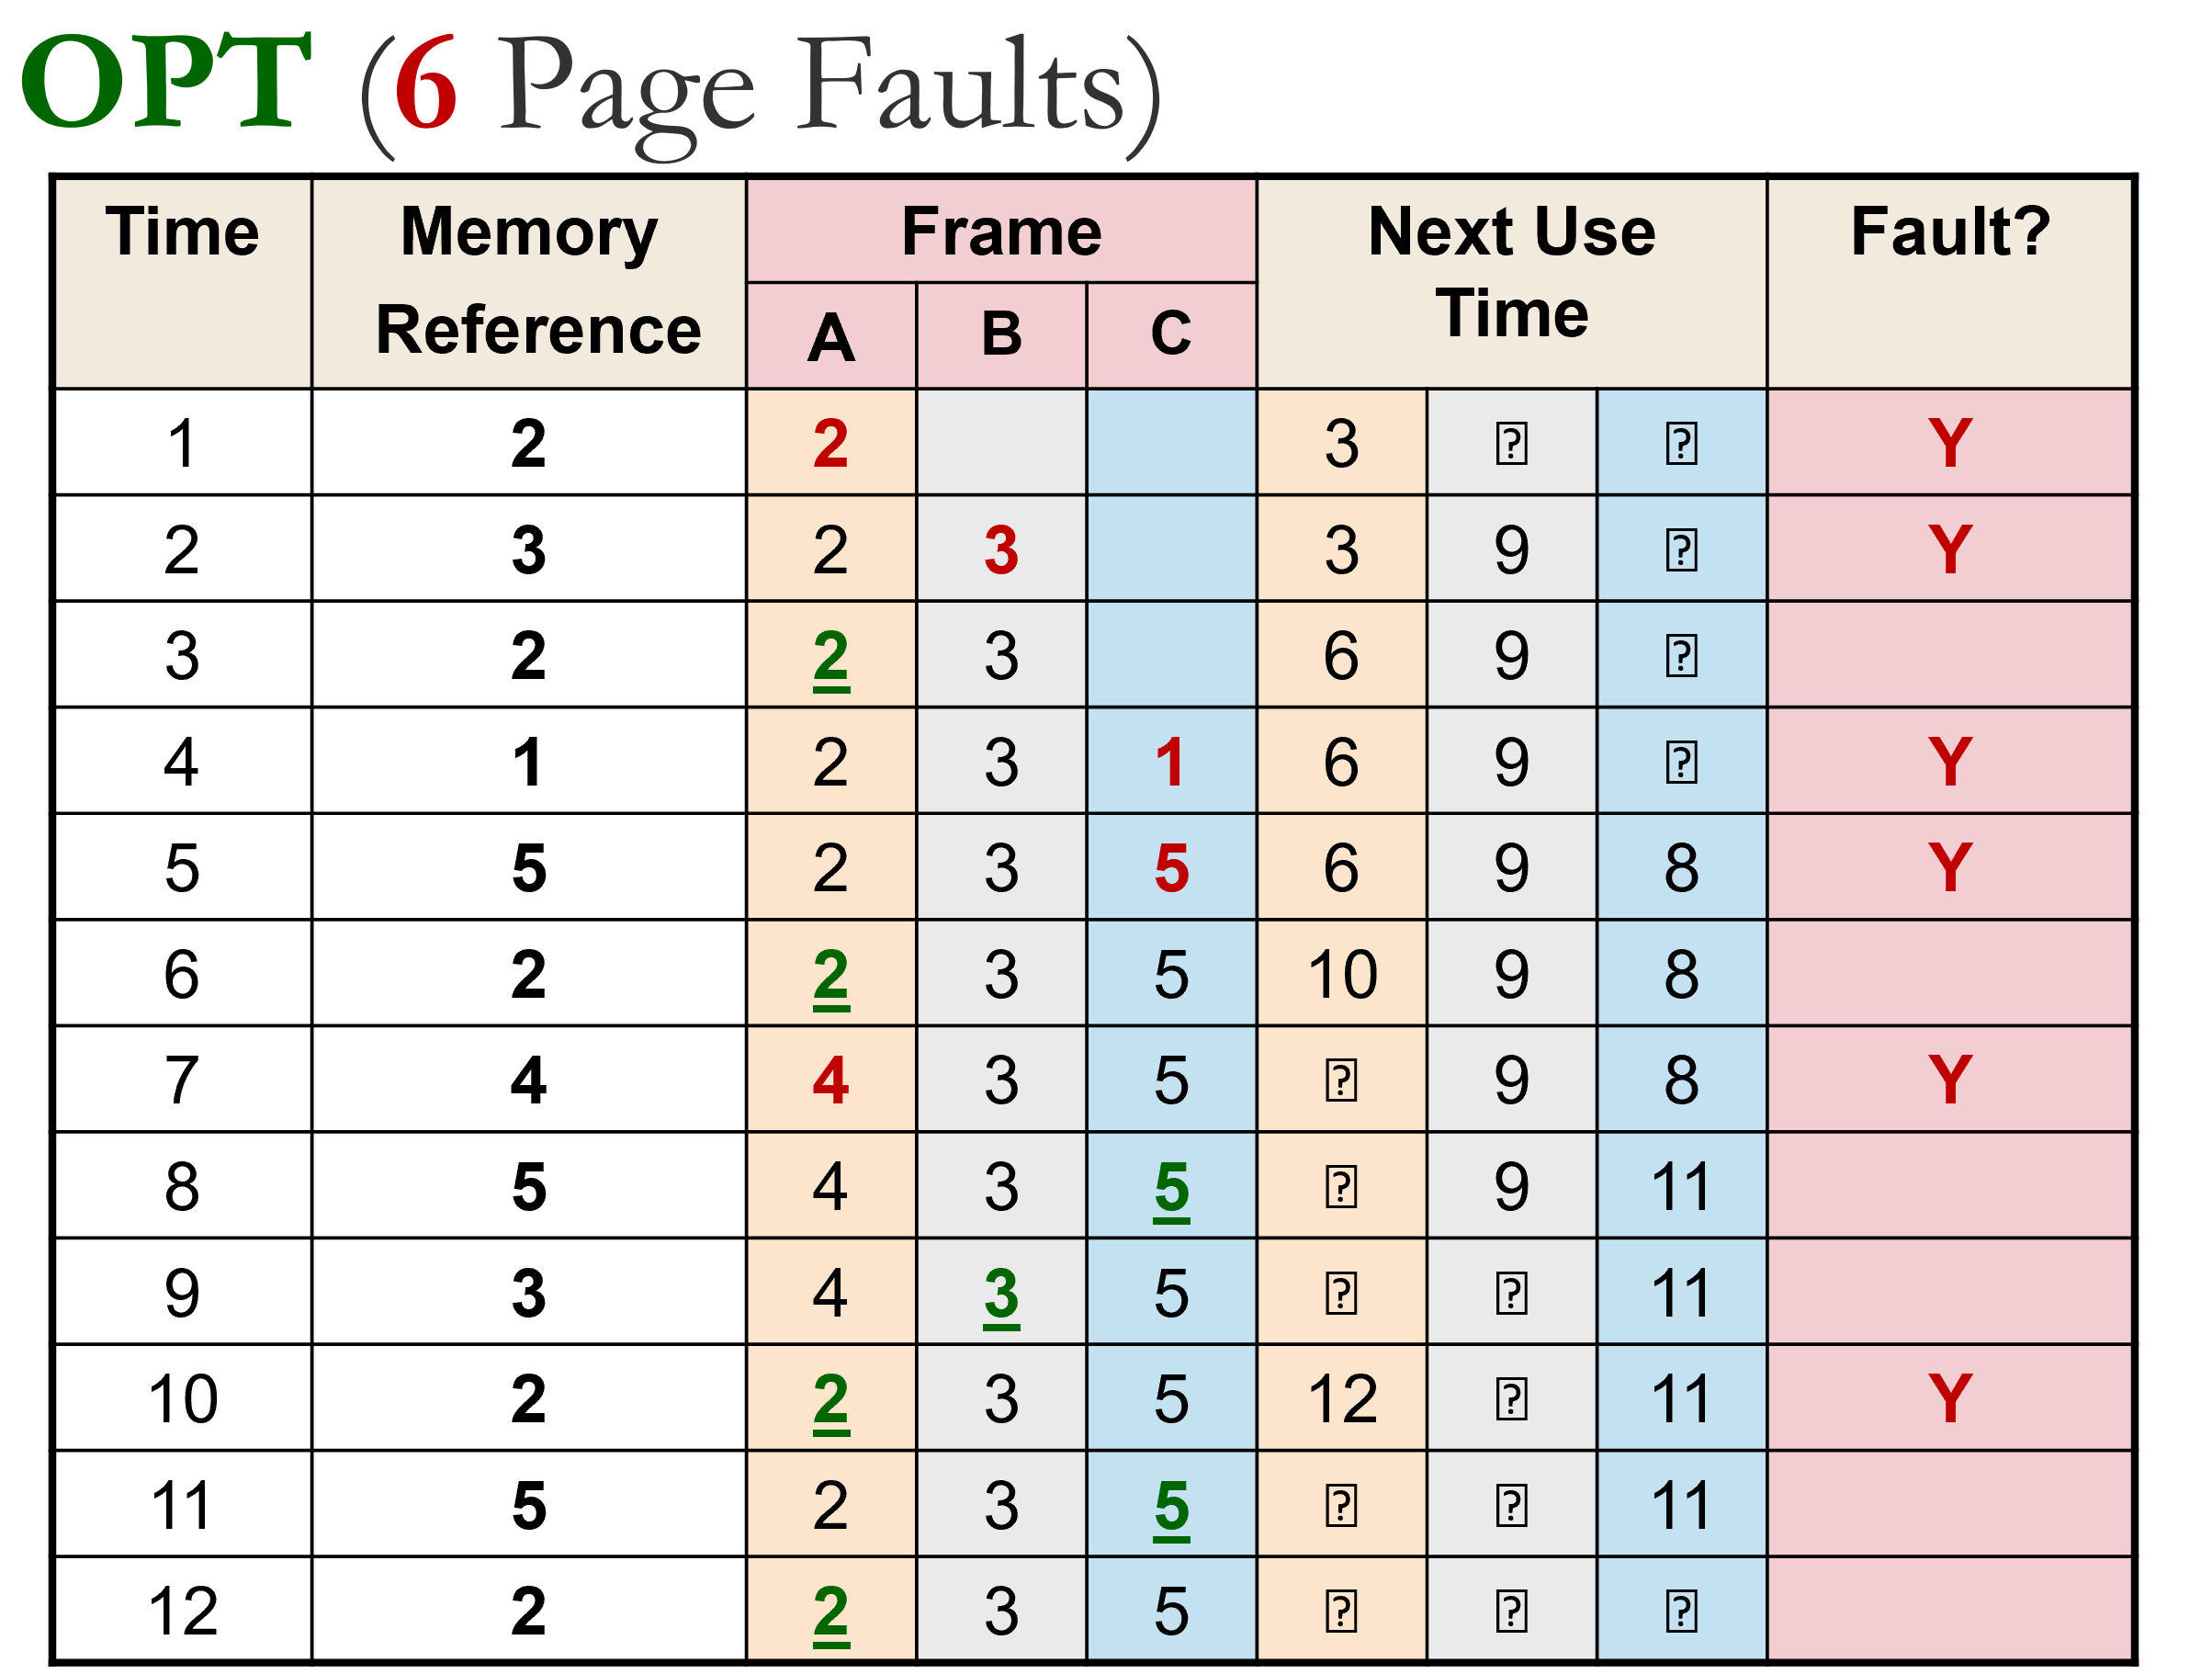 OPT (6 Page Faults)
Time Memory Reference Frame Next Use Time Fault?
A B C
1 2 2 3 ⍰ ⍰ Y
2 3 2 3 3 9 ⍰ Y
3 2 2 3 6 9 ⍰
4 1 2 3 1 6 9 ⍰ Y
5 5 2 3 5 6 9 8 Y
6 2 2 3 5 10 9 8
7 4 4 3 5 ⍰ 9 8 Y
8 5 4 3 5 ⍰ 9 11
9 3 4 3 5 ⍰ ⍰ 11
10 2 2 3 5 12 ⍰ 11 Y
11 5 2 3 5 ⍰ ⍰ 11
12 2 2 3 5 ⍰ ⍰ ⍰